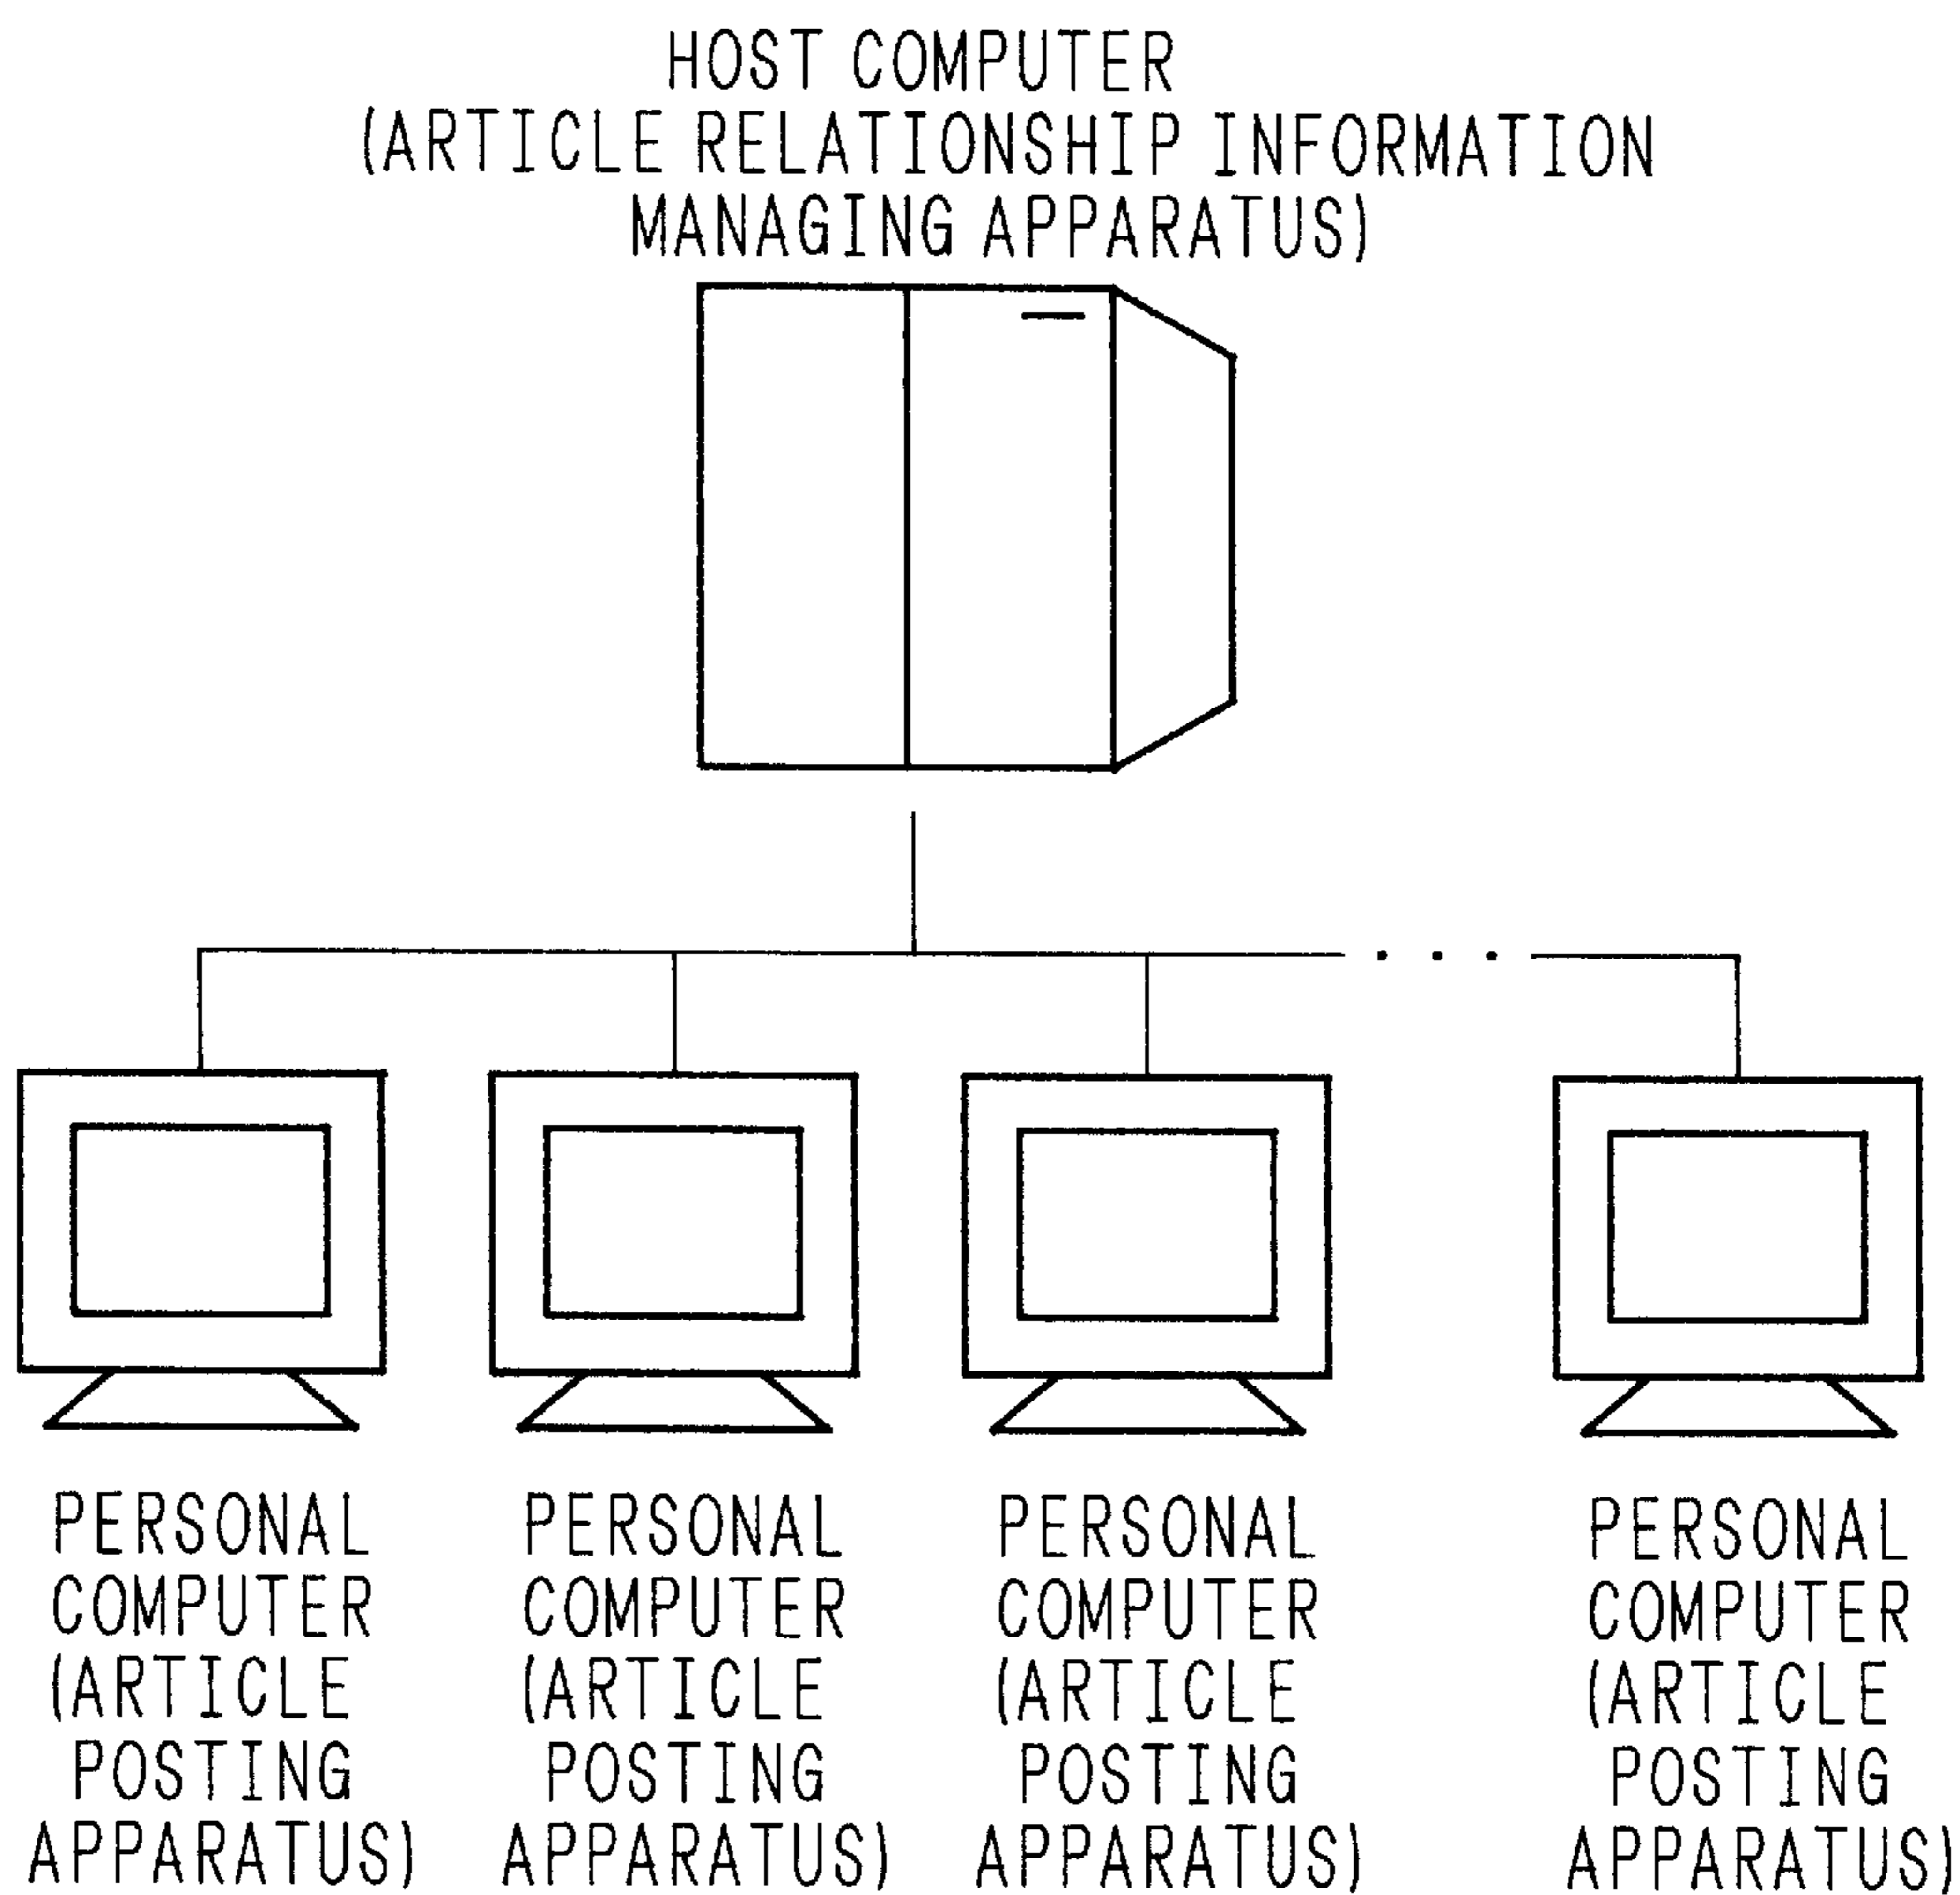 HOST COMPUTER
(ARTICLE RELATIONSHIP INFORMATION
MANAGING APPARATUS)
PERSONAL
COMPUTER
(ARTICLE
POSTING
APPARATUS)
PERSONAL
COMPUTER
(ARTICLE
POSTING
APPARATUS)
PERSONAL
COMPUTER
(ARTICLE
POSTING
APPARATUS)
PERSONAL
COMPUTER
(ARTICLE
POSTING
APPARATUS)